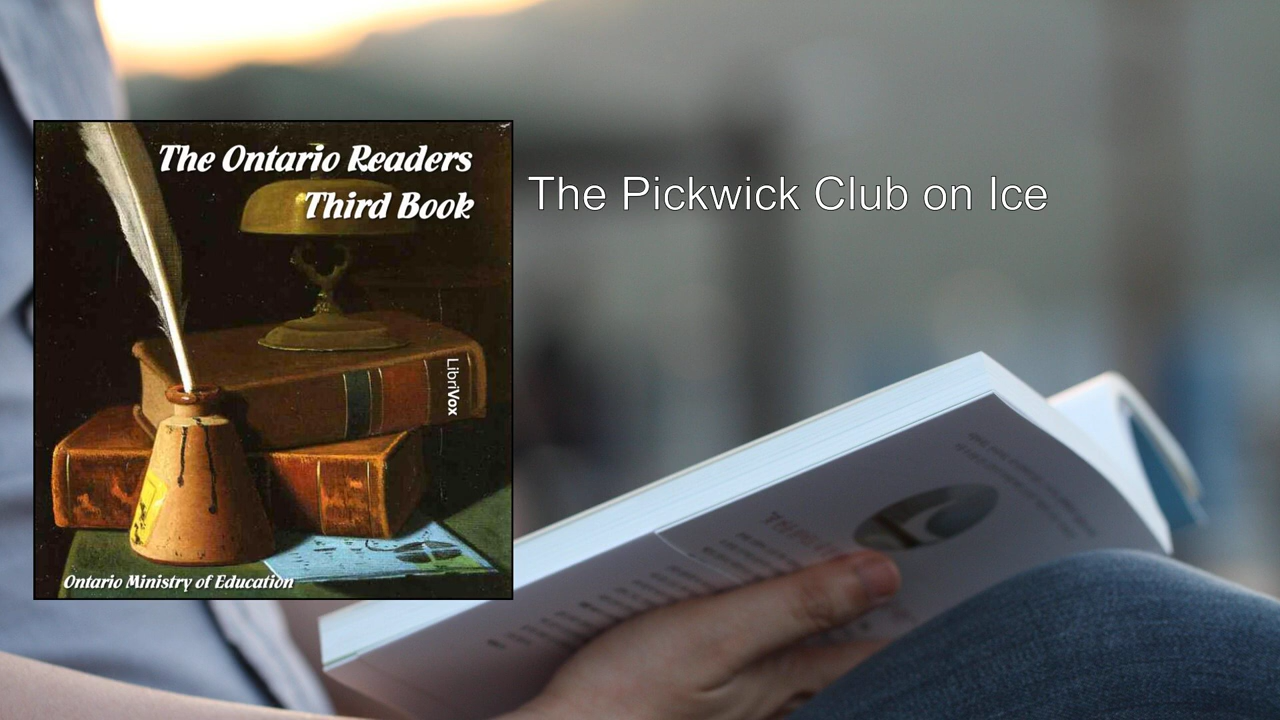 The Ontario Readers
Third Book
LibriVox
Ontario Ministry of Education
The Pickwick Club on Ice